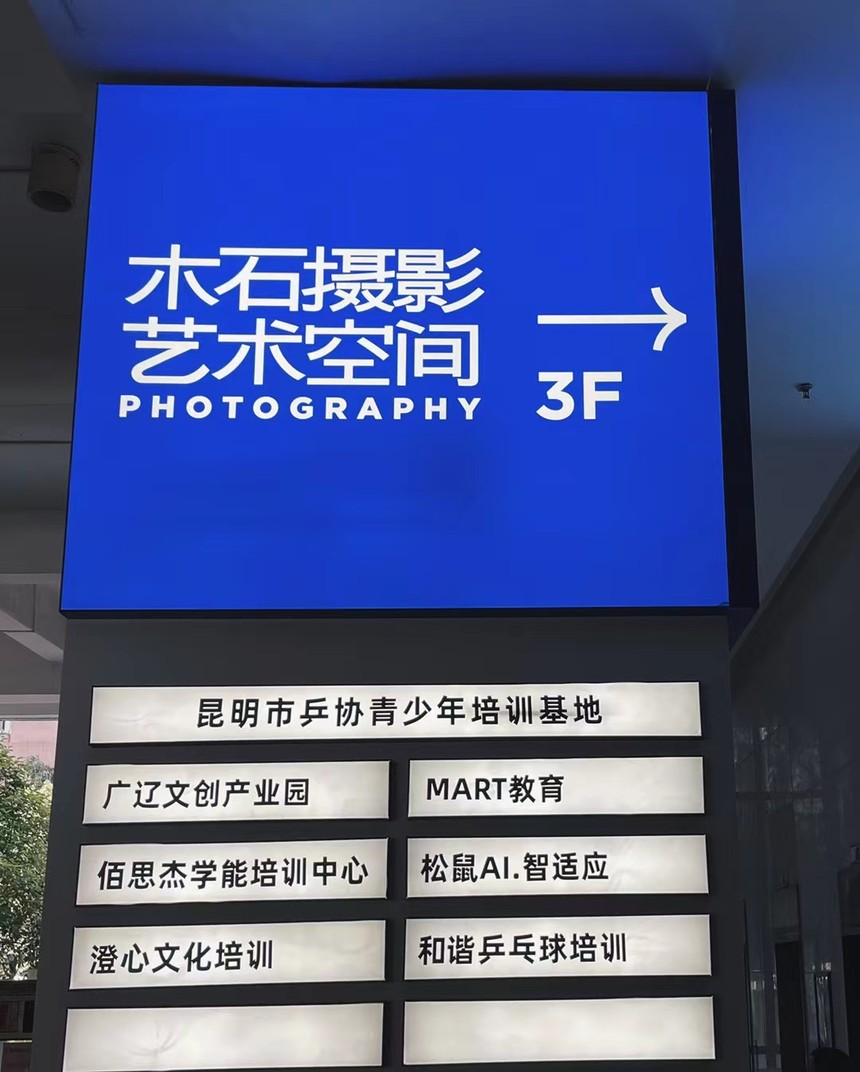 木石摄影
艺术空间
PHOTOGRAPHY
3F
昆明市乒协青少年培训基地
广辽文创产业园
MART教育
佰思杰学能培训中心
松鼠AI.智适应
澄心文化培训
和谐乒乓球培训